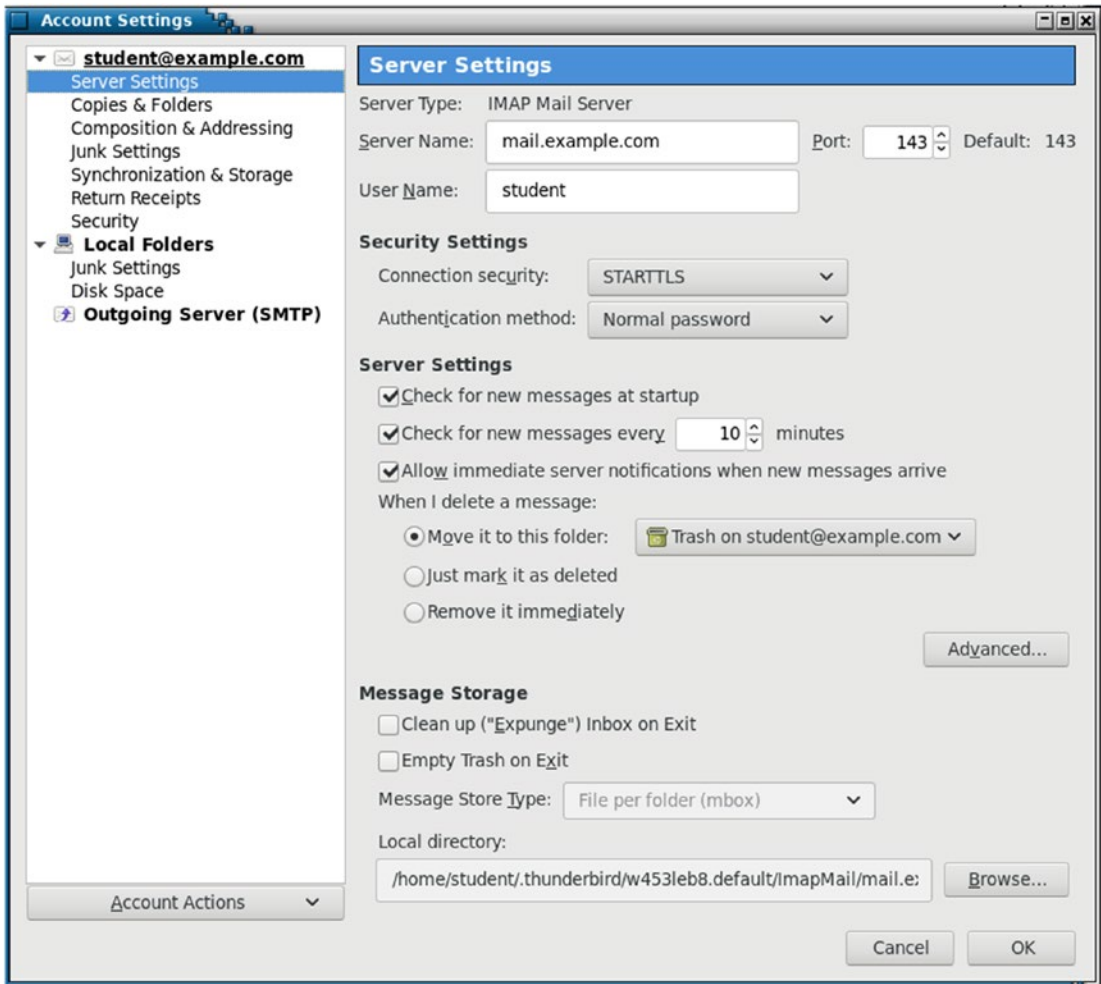 Account Settings
student@example.com
Server Settings
Copies & Folders
Composition & Addressing
Junk Settings
Synchronization & Storage
Return Receipts
Security
Local Folders
Junk Settings
Disk Space
Outgoing Server (SMTP)
Account Actions
Server Settings
Server Type: IMAP Mail Server
Server Name: mail.example.com Port: 143 Default: 143
User Name: student
Security Settings
Connection security: STARTTLS
Authentication method: Normal password
Server Settings
Check for new messages at startup
Check for new messages every 10 minutes
Allow immediate server notifications when new messages arrive
When I delete a message:
Move it to this folder: Trash on student@example.com
Just mark it as deleted
Remove it immediately
Advanced...
Message Storage
Clean up ("Expunge") Inbox on Exit
Empty Trash on Exit
Message Store Type: File per folder (mbox)
Local directory:
/home/student/.thunderbird/w453leb8.default/ImapMail/mail.ex Browse...
Cancel OK